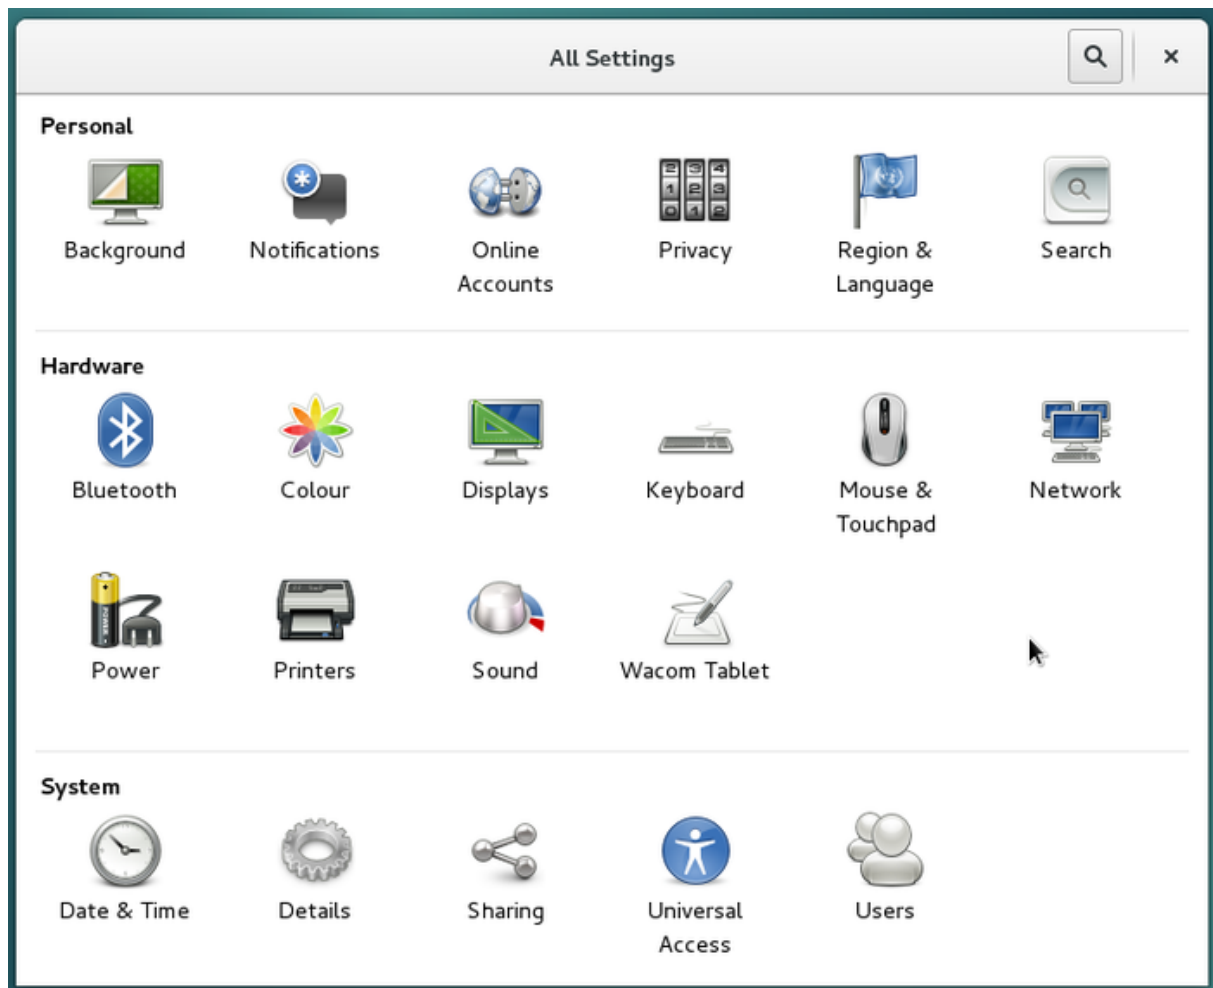 All Settings
Personal
Background
Notifications
Online
Accounts
Privacy
Region &
Language
Search
Hardware
Bluetooth
Colour
Displays
Keyboard
Mouse &
Touchpad
Network
Power
Printers
Sound
Wacom Tablet
System
Date & Time
Details
Sharing
Universal
Access
Users